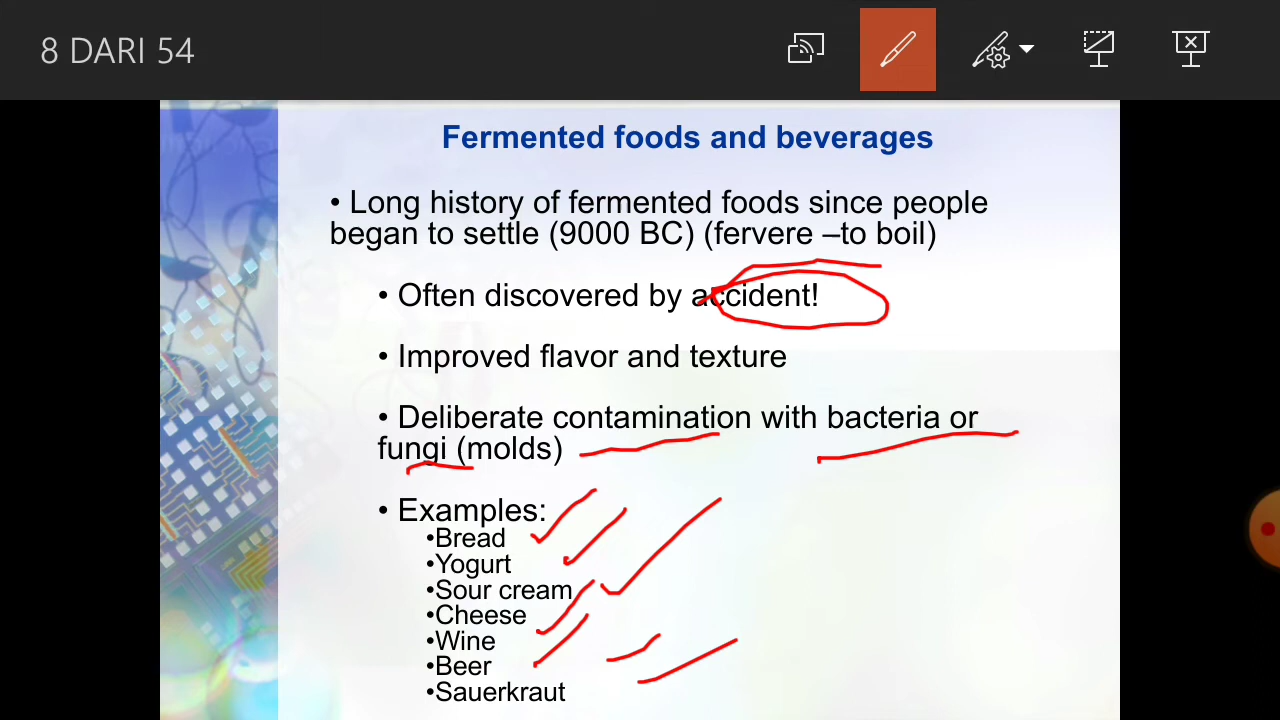 8 DARI 54
Fermented foods and beverages
• Long history of fermented foods since people
began to settle (9000 BC) (fervere –to boil)
• Often discovered by accident!
• Improved flavor and texture
• Deliberate contamination with bacteria or
fungi (molds)
• Examples:
•Bread
•Yogurt
•Sour cream
•Cheese
•Wine
•Beer
•Sauerkraut